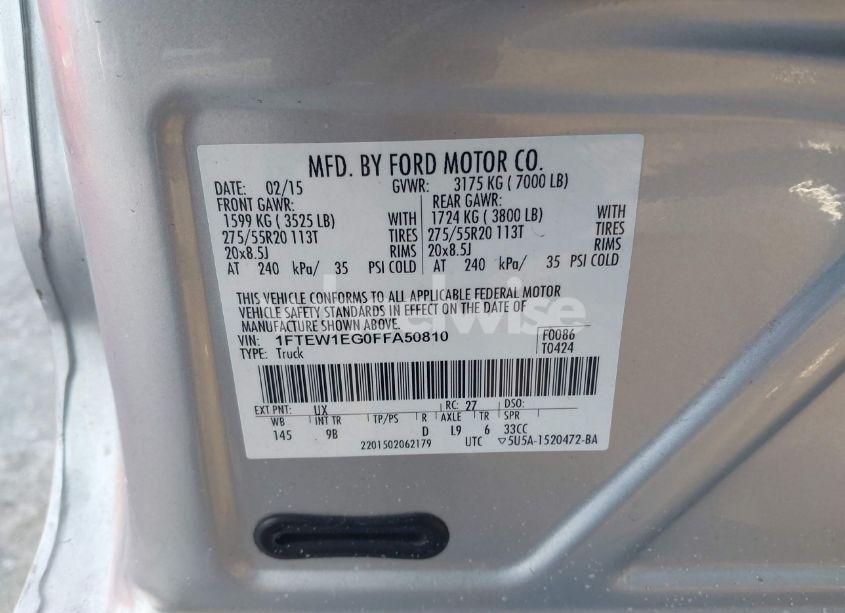 MFD. BY FORD MOTOR CO.
DATE: 02/15 GVWR: 3175 KG ( 7000 LB)
FRONT GAWR: REAR GAWR:
1599 KG ( 3525 LB) WITH 1724 KG ( 3800 LB) WITH
275/55R20 113T TIRES 275/55R20 113T TIRES
20x8.5J RIMS 20x8.5J RIMS
AT 240 kPa/ 35 PSI COLD AT 240 kPa/ 35 PSI COLD
THIS VEHICLE CONFORMS TO ALL APPLICABLE FEDERAL MOTOR
VEHICLE SAFETY STANDARDS IN EFFECT ON THE DATE OF
MANUFACTURE SHOWN ABOVE.
VIN: 1FTEW1EG0FFA50810 F0086
TYPE: Truck T0424
EXT PNT: UX RC: 27 DSO:
WB INT TR TP/PS R AXLE TR SPR
145 9B D L9 6 33CC
2201502062179 UTC ▽5U5A-1520472-BA